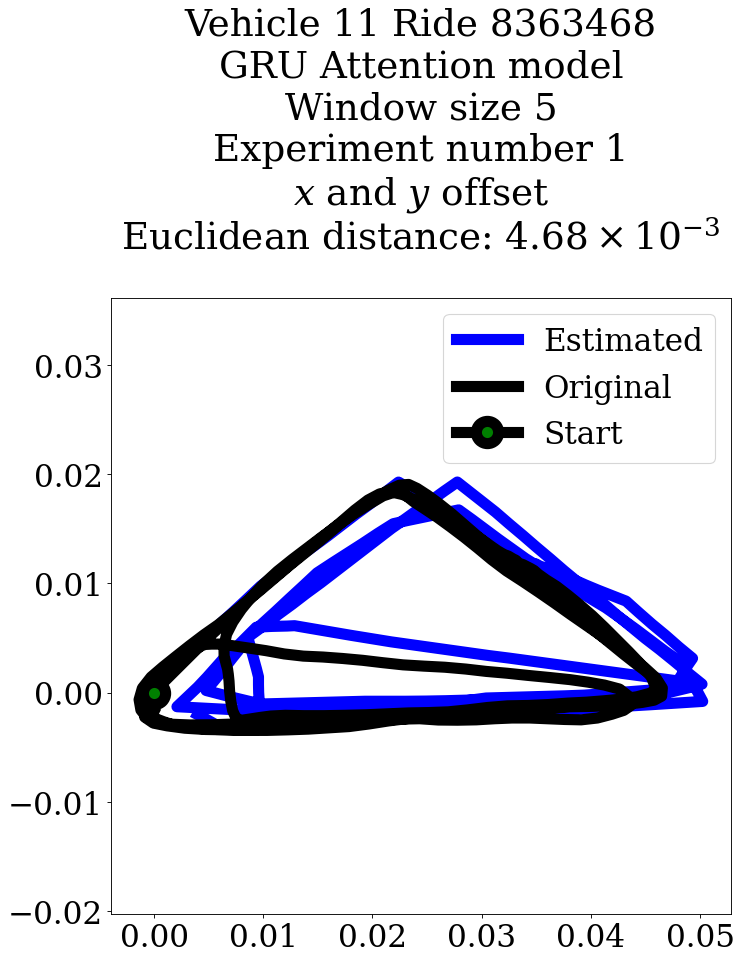 Vehicle 11 Ride 8363468
GRU Attention model
Window size 5
Experiment number 1
x and y offset
Euclidean distance: 4.68 × 10⁻³
Estimated
Original
Start
0.03
0.02
0.01
0.00
−0.01
−0.02
0.00 0.01 0.02 0.03 0.04 0.05